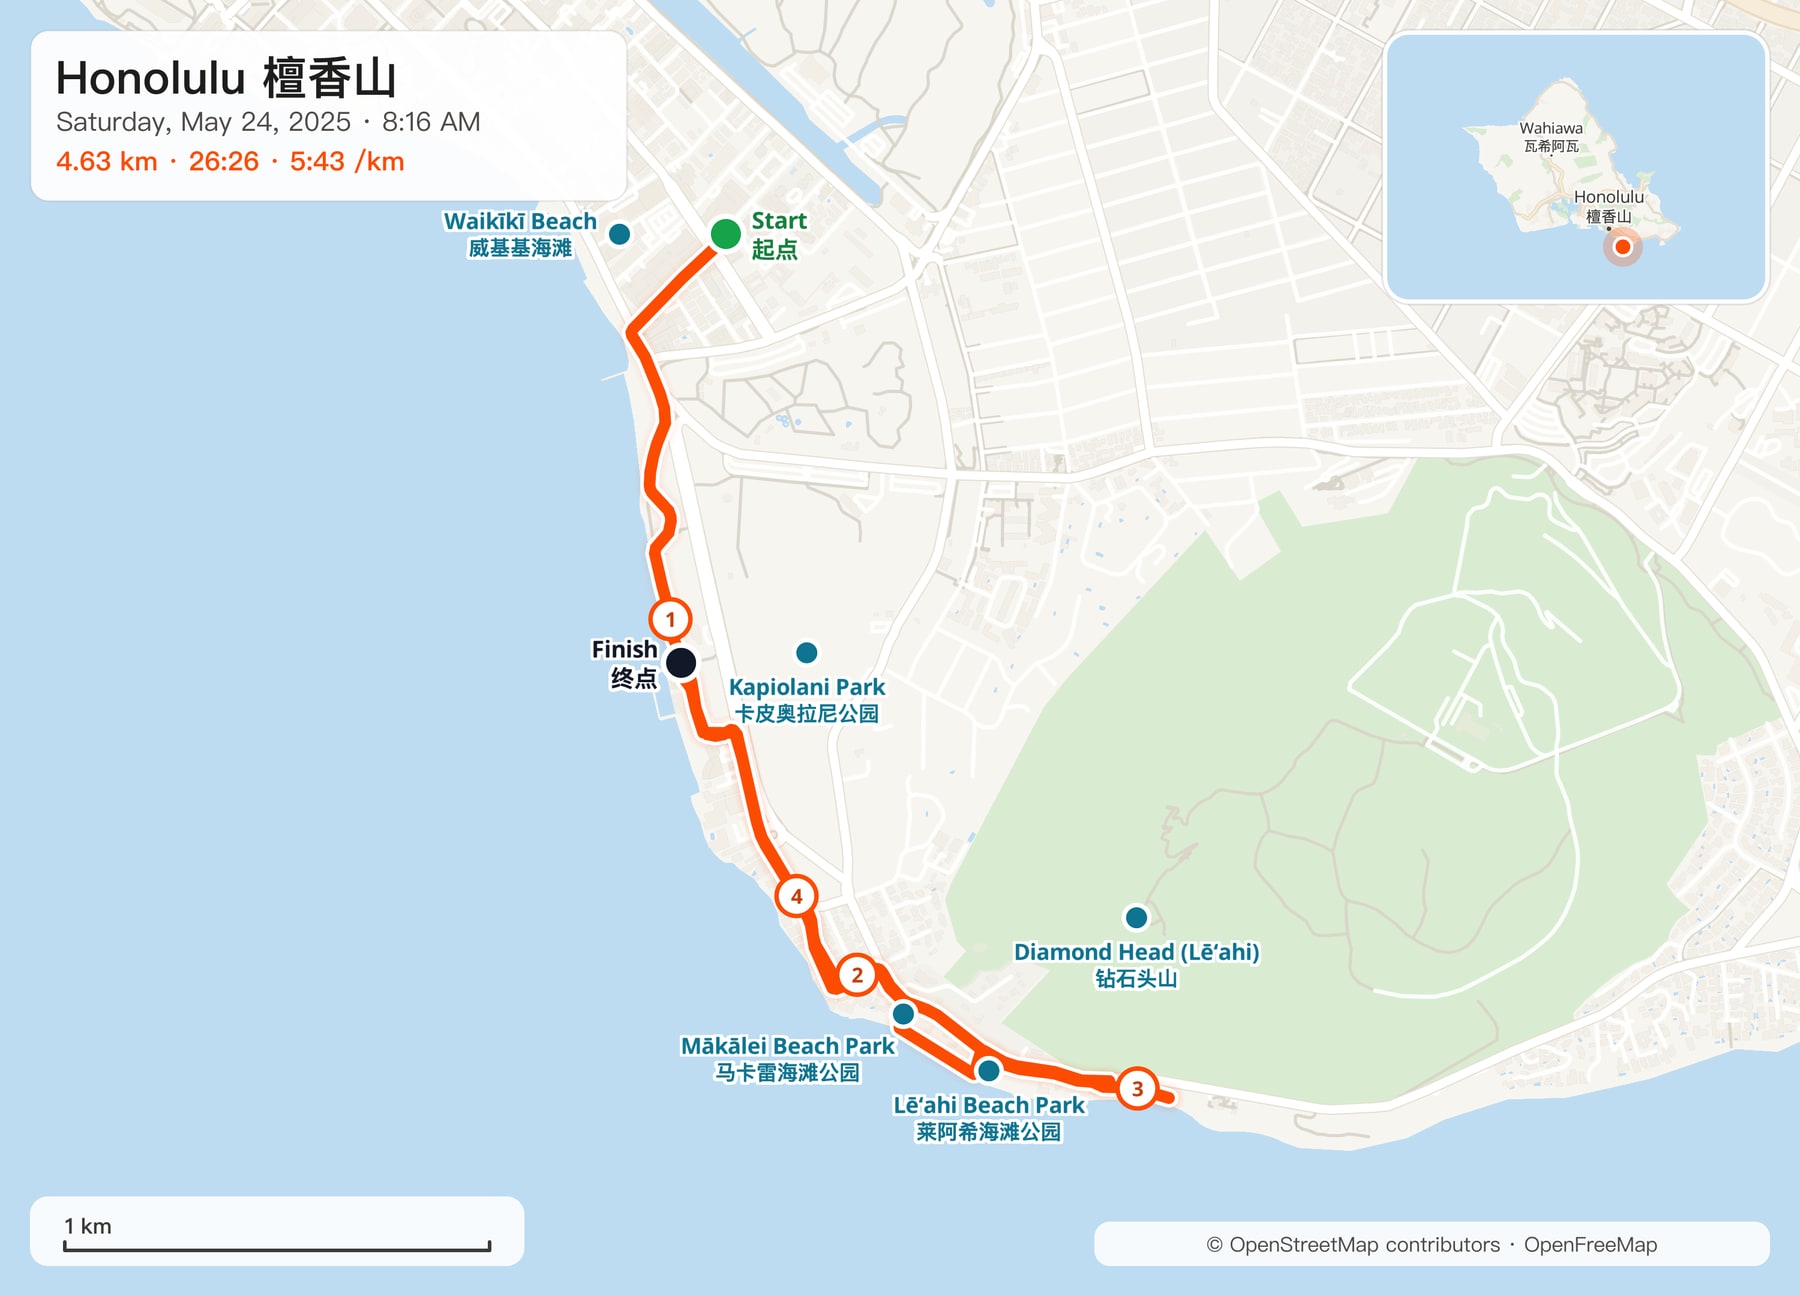 Honolulu 檀香山
Saturday, May 24, 2025 · 8:16 AM
4.63 km · 26:26 · 5:43 /km
Wahiawa
瓦希阿瓦
Honolulu
檀香山
Waikīkī Beach
威基基海滩
Start
起点
1
Finish
终点
Kapiolani Park
卡皮奥拉尼公园
4
2
Diamond Head (Lēʻahi)
钻石头山
Mākālei Beach Park
马卡雷海滩公园
3
Lēʻahi Beach Park
莱阿希海滩公园
1 km
© OpenStreetMap contributors · OpenFreeMap